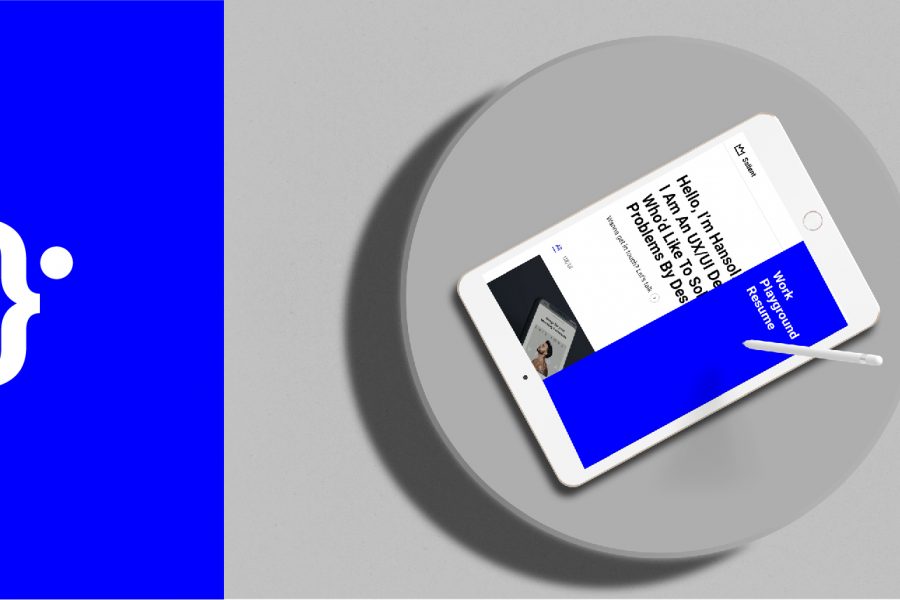 }
Stllent
Hello, I'm Hansol
I Am An UX/UI De
Who'd Like To So
Problems By Des
Wanna get in touch? Let's talk
Work
Playground
Resume